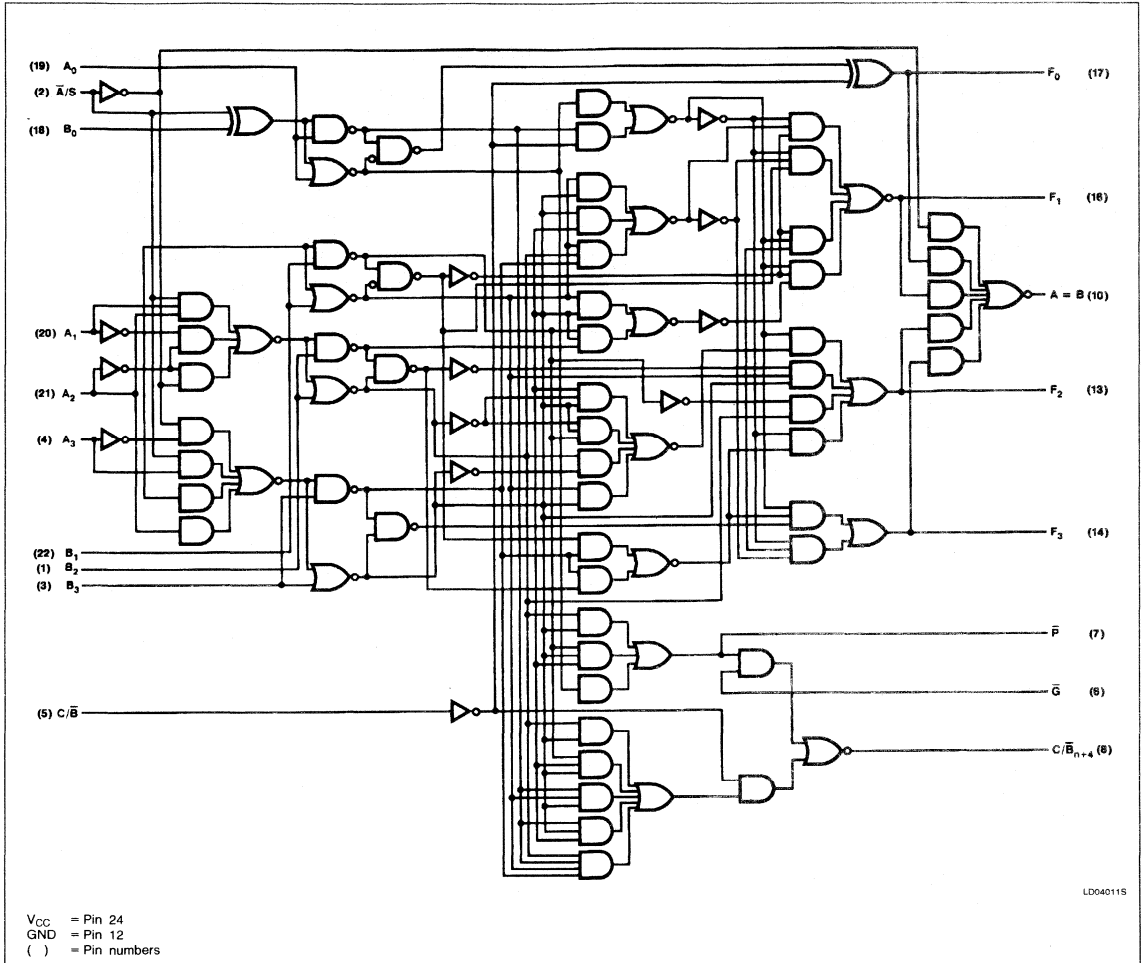 (19) A₀
(2) A̅/S
(18) B₀
(20) A₁
(21) A₂
(4) A₃
(22) B₁
(1) B₂
(3) B₃
(5) C/B̅
F̅₀ (17)
F₁ (16)
A = B (10)
F₂ (13)
F₃ (14)
P̅ (7)
G̅ (6)
C/B̅ₙ₊₄ (8)
LD04011S
VCC = Pin 24
GND = Pin 12
( ) = Pin numbers